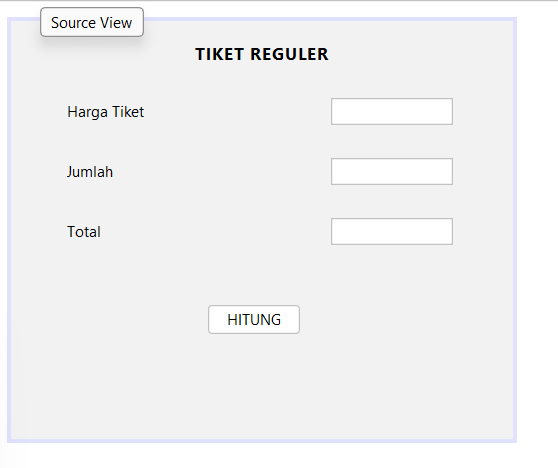 Source View
TIKET REGULER
Harga Tiket
Jumlah
Total
HITUNG